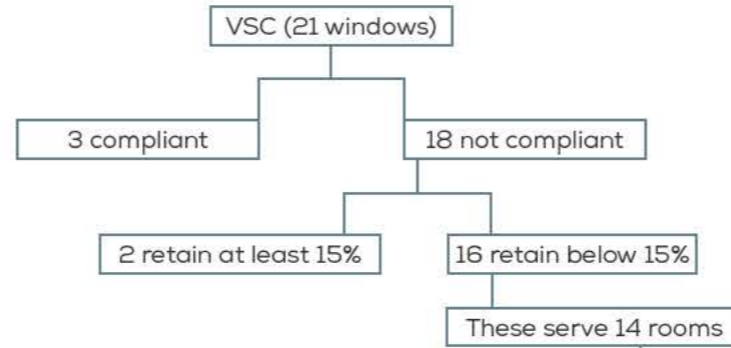 VSC (21 windows)
3 compliant
18 not compliant
2 retain at least 15%
16 retain below 15%
These serve 14 rooms